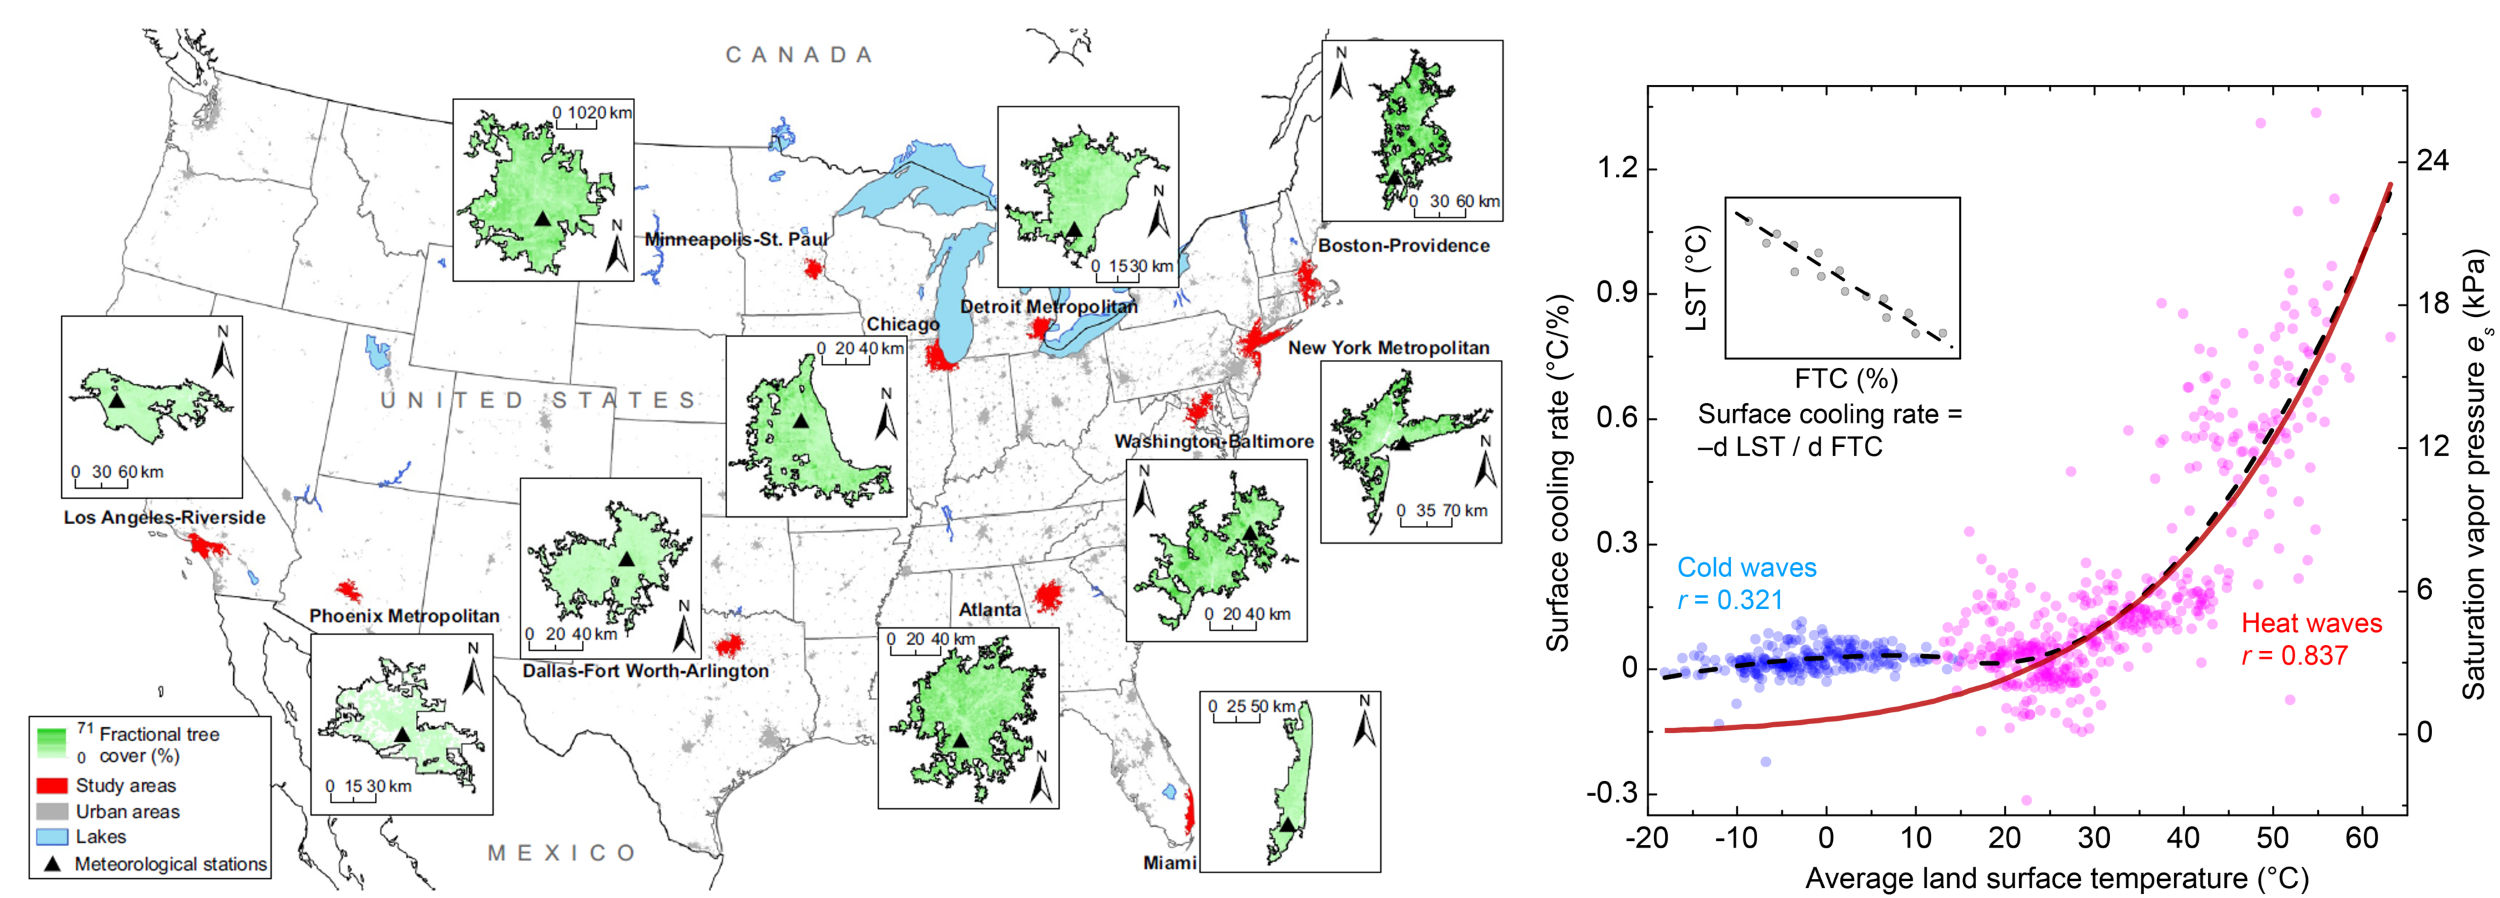 CANADA
UNITED STATES
MEXICO
0 1020 km
N
Minneapolis-St. Paul
N
0 15 30 km
Detroit Metropolitan
N
0 30 60 km
Boston-Providence
Chicago
0 20 40 km
N
New York Metropolitan
N
0 35 70 km
Washington-Baltimore
N
0 20 40 km
N
0 30 60 km
Los Angeles-Riverside
Phoenix Metropolitan
N
0 15 30 km
N
0 20 40 km
Dallas-Fort Worth-Arlington
Atlanta
0 20 40 km
N
0 25 50 km
N
Miami
71 Fractional tree
0 cover (%)
Study areas
Urban areas
Lakes
Meteorological stations
Surface cooling rate (°C/%)
1.2
0.9
0.6
0.3
0
-0.3
LST (°C)
FTC (%)
Surface cooling rate =
–d LST / d FTC
Cold waves
r = 0.321
Heat waves
r = 0.837
-20 -10 0 10 20 30 40 50 60
Average land surface temperature (°C)
24
18
12
6
0
Saturation vapor pressure es (kPa)